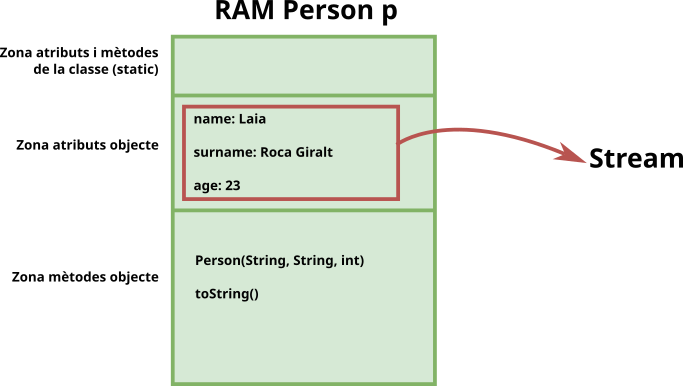 RAM Person p
Zona atributs i mètodes
de la classe (static)
Zona atributs objecte
name: Laia
surname: Roca Giralt
age: 23
Stream
Zona mètodes objecte
Person(String, String, int)
toString()